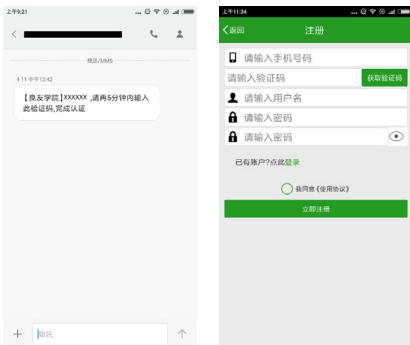 上午9:21
短信/MMS
4-11 中午12:42
【良友学院】XXXXXX ,请再5分钟内输入
此验证码,完成认证
短讯
上午11:34
返回
注册
请输入手机号码
请输入验证码
获取验证码
请输入用户名
请输入密码
请输入密码
已有账户?点此登录
我同意《使用协议》
立即注册